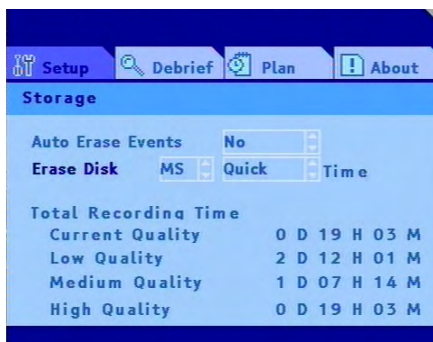 Setup Debrief Plan About
Storage
Auto Erase Events No
Erase Disk MS Quick Time
Total Recording Time
Current Quality 0 D 19 H 03 M
Low Quality 2 D 12 H 01 M
Medium Quality 1 D 07 H 14 M
High Quality 0 D 19 H 03 M